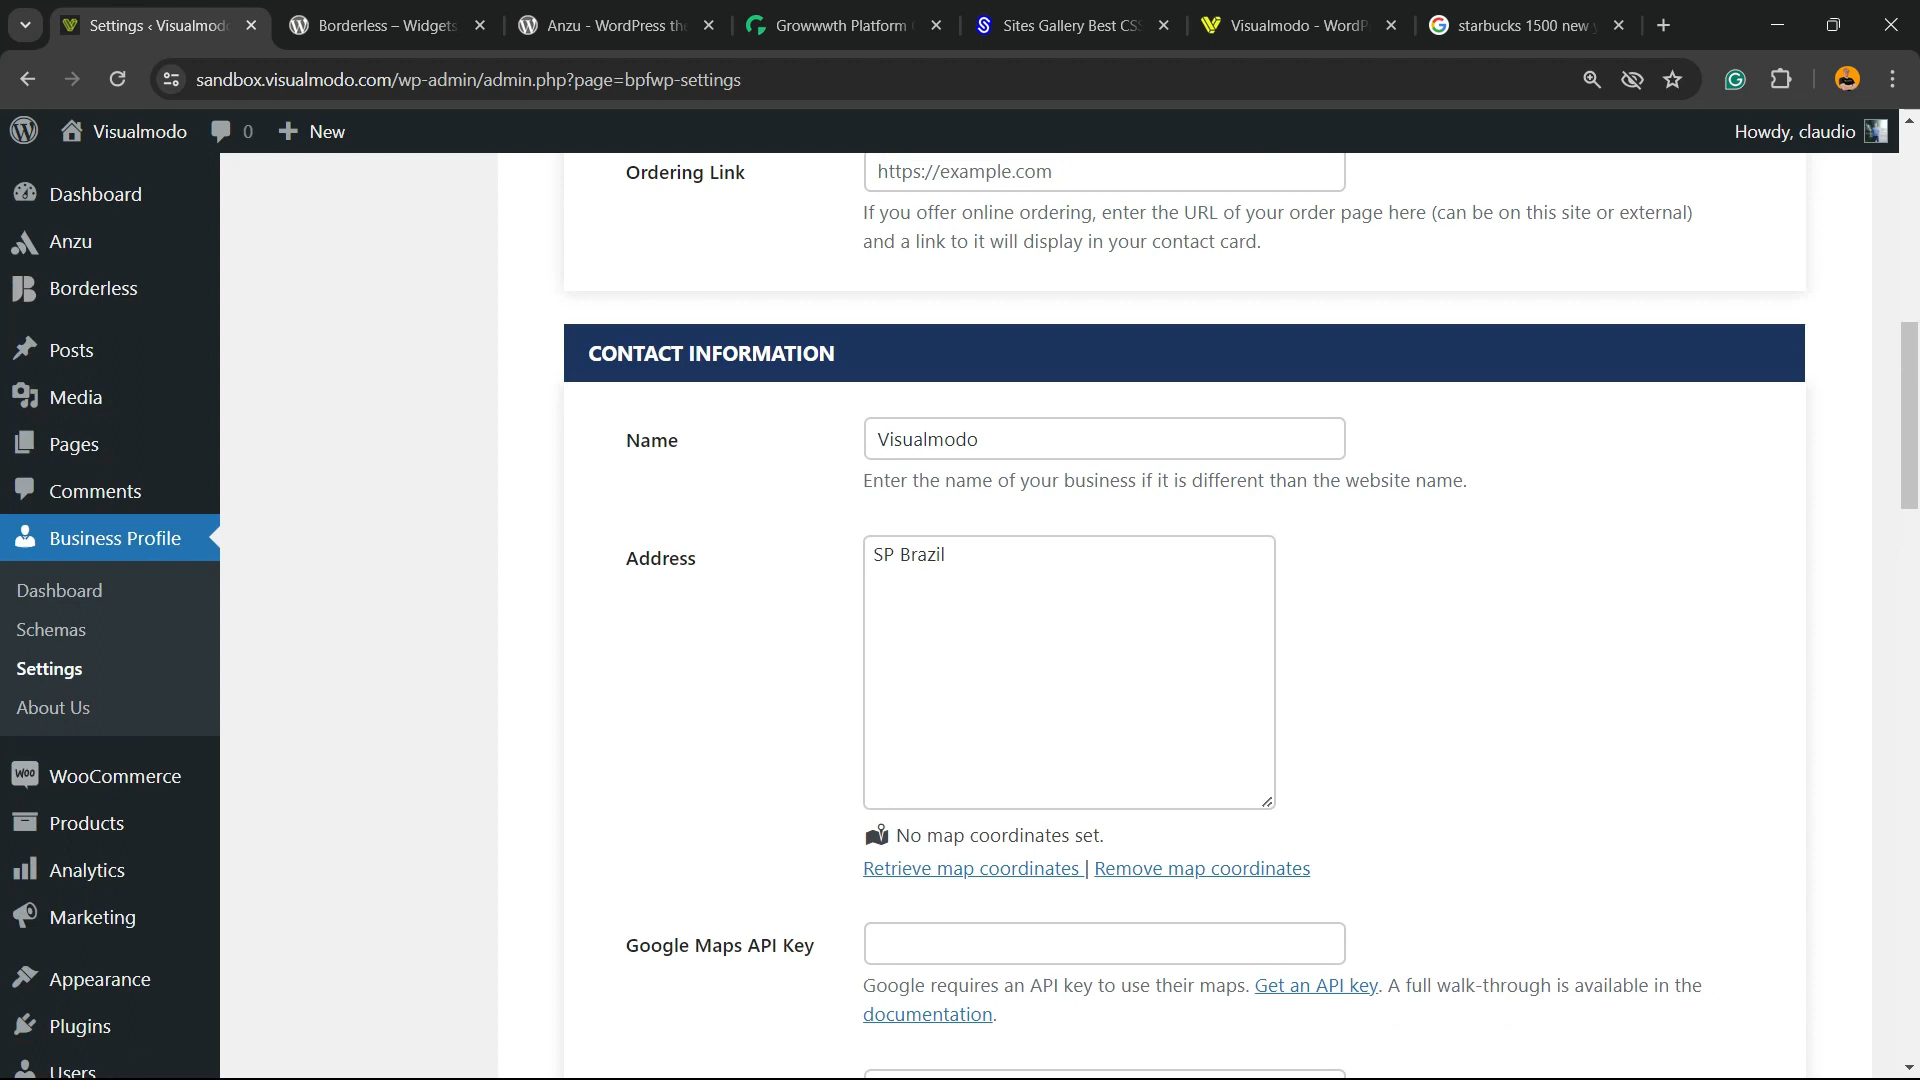 Settings ‹ Visualmodo
Borderless – Widgets
Anzu - WordPress the
Growwwth Platform
Sites Gallery Best CSS
Visualmodo - WordP
starbucks 1500 new y
sandbox.visualmodo.com/wp-admin/admin.php?page=bpfwp-settings
Visualmodo
0
New
Howdy, claudio
Dashboard
Anzu
Borderless
Posts
Media
Pages
Comments
Business Profile
Dashboard
Schemas
Settings
About Us
WooCommerce
Products
Analytics
Marketing
Appearance
Plugins
Users
Ordering Link
https://example.com
If you offer online ordering, enter the URL of your order page here (can be on this site or external)
and a link to it will display in your contact card.
CONTACT INFORMATION
Name
Visualmodo
Enter the name of your business if it is different than the website name.
Address
SP Brazil
No map coordinates set.
Retrieve map coordinates | Remove map coordinates
Google Maps API Key
Google requires an API key to use their maps. Get an API key. A full walk-through is available in the
documentation.